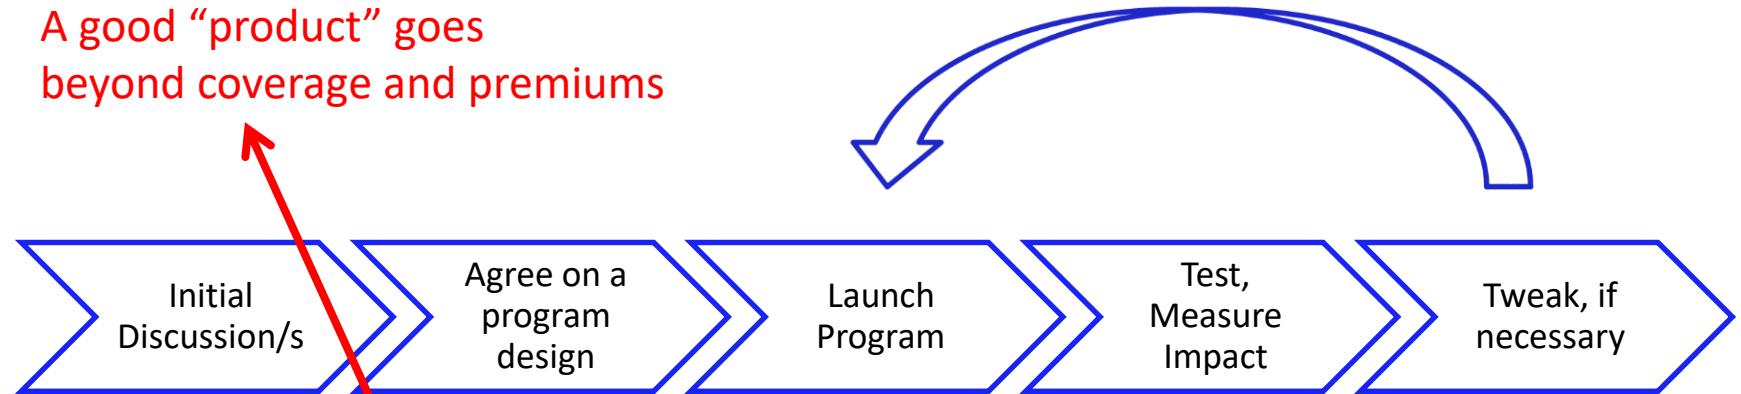 A good “product” goes
beyond coverage and premiums
Initial
Discussion/s
Agree on a
program
design
Launch
Program
Test,
Measure
Impact
Tweak, if
necessary